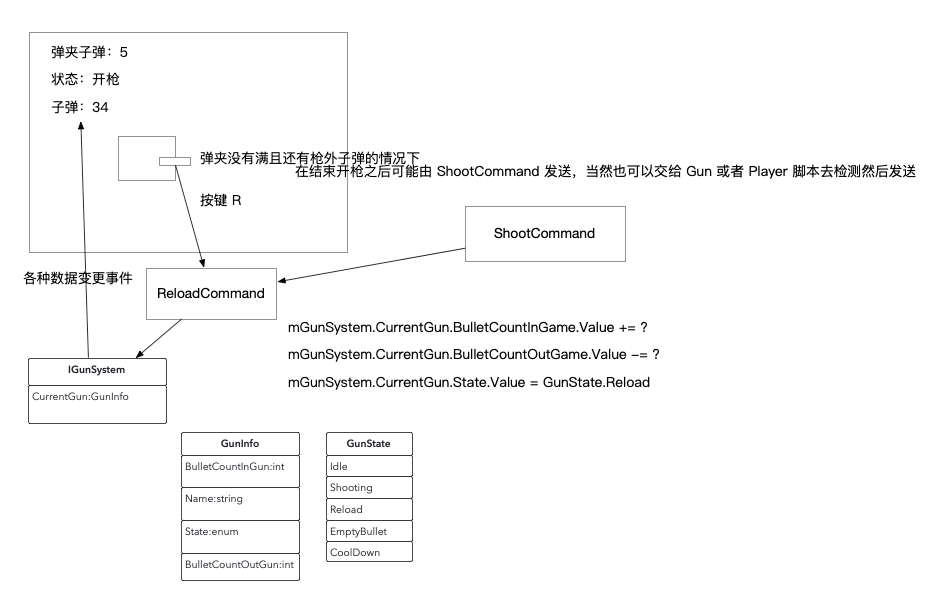 弹夹子弹：5
状态：开枪
子弹：34
弹夹没有满且还有枪外子弹的情况下
在结束开枪之后可能由 ShootCommand 发送，当然也可以交给 Gun 或者 Player 脚本去检测然后发送
按键 R
ShootCommand
各种数据变更事件
ReloadCommand
mGunSystem.CurrentGun.BulletCountInGame.Value += ?
mGunSystem.CurrentGun.BulletCountOutGame.Value -= ?
mGunSystem.CurrentGun.State.Value = GunState.Reload
IGunSystem
CurrentGun:GunInfo
GunInfo
BulletCountInGun:int
Name:string
State:enum
BulletCountOutGun:int
GunState
Idle
Shooting
Reload
EmptyBullet
CoolDown